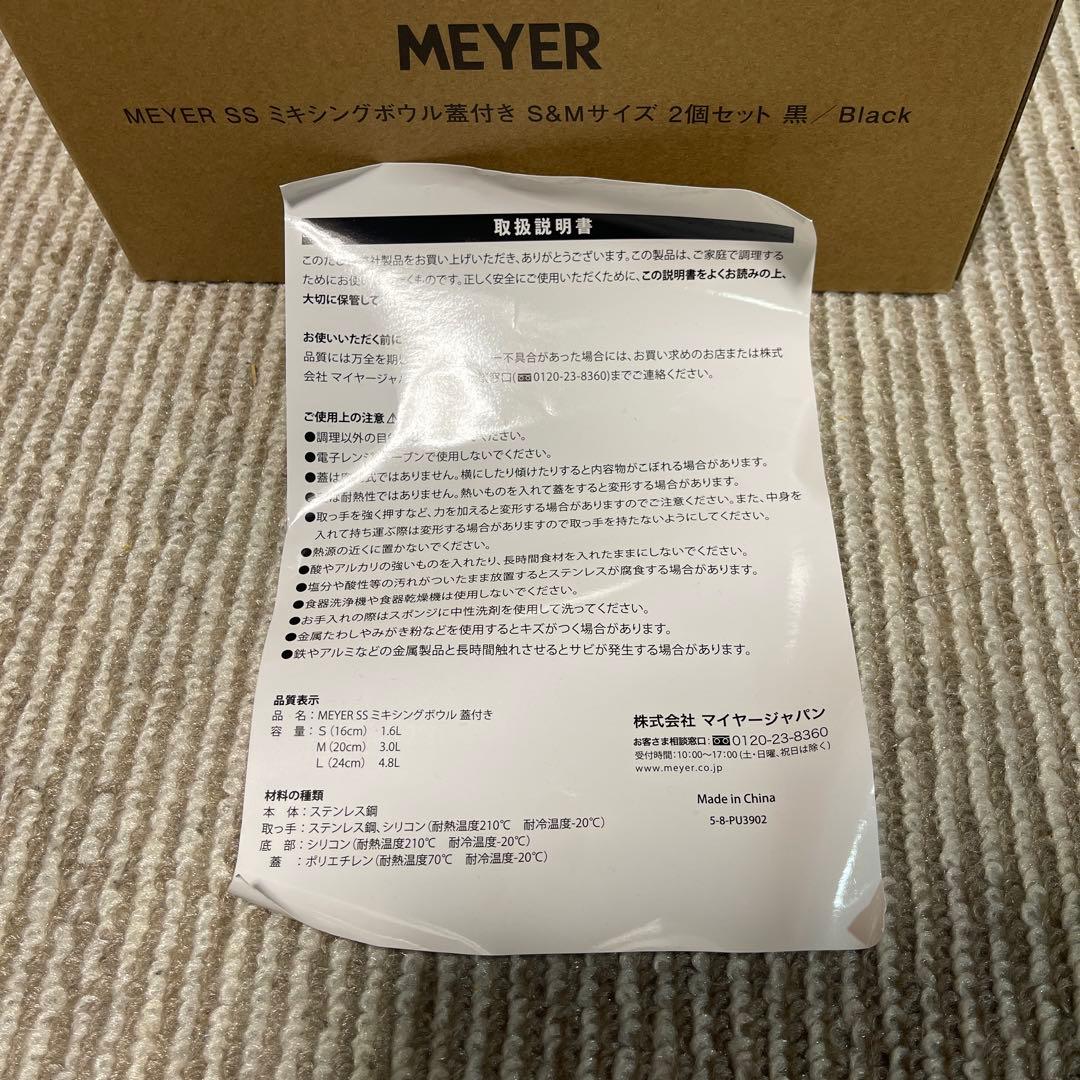 MEYER
MEYER SS ミキシングボウル蓋付き S&Mサイズ 2個セット 黒／Black
取扱説明書
このた 社製品をお買い上げいただき、ありがとうございます。この製品は、ご家庭で調理する
ためにお使い くものです。正しく安全にご使用いただくために、この説明書をよくお読みの上、
大切に保管して
お使いいただく前に
品質には万全を期し 一不具合があった場合には、お買い求めのお店または株式
会社 マイヤージャパ 窓口(0120-23-8360)までご連絡ください。
ご使用上の注意⚠
●調理以外の目的 ください。
●電子レンジ ーブンで使用しないでください。
●蓋は 式ではありません。横にしたり傾けたりすると内容物がこぼれる場合があります。
● は耐熱性ではありません。熱いものを入れて蓋をすると変形する場合があります。
●取っ手を強く押すなど、力を加えると変形する場合がありますのでご注意ください。また、中身を
入れて持ち運ぶ際は変形する場合がありますので取っ手を持たないようにしてください。
●熱源の近くに置かないでください。
●酸やアルカリの強いものを入れたり、長時間食材を入れたままにしないでください。
●塩分や酸性等の汚れがついたまま放置するとステンレスが腐食する場合があります。
●食器洗浄機や食器乾燥機は使用しないでください。
●お手入れの際はスポンジに中性洗剤を使用して洗ってください。
●金属たわしやみがき粉などを使用するとキズがつく場合があります。
●鉄やアルミなどの金属製品と長時間触れさせるとサビが発生する場合があります。
品質表示
品 名：MEYER SS ミキシングボウル 蓋付き
容 量：S（16cm） 1.6L
M（20cm） 3.0L
L（24cm） 4.8L
材料の種類
本 体：ステンレス鋼
取っ手：ステンレス鋼、シリコン（耐熱温度210℃ 耐冷温度-20℃）
底 部：シリコン（耐熱温度210℃ 耐冷温度-20℃）
蓋 ：ポリエチレン（耐熱温度70℃ 耐冷温度-20℃）
株式会社 マイヤージャパン
お客さま相談窓口：0120-23-8360
受付時間：10:00～17:00（土・日曜、祝日は除く）
www.meyer.co.jp
Made in China
5-8-PU3902